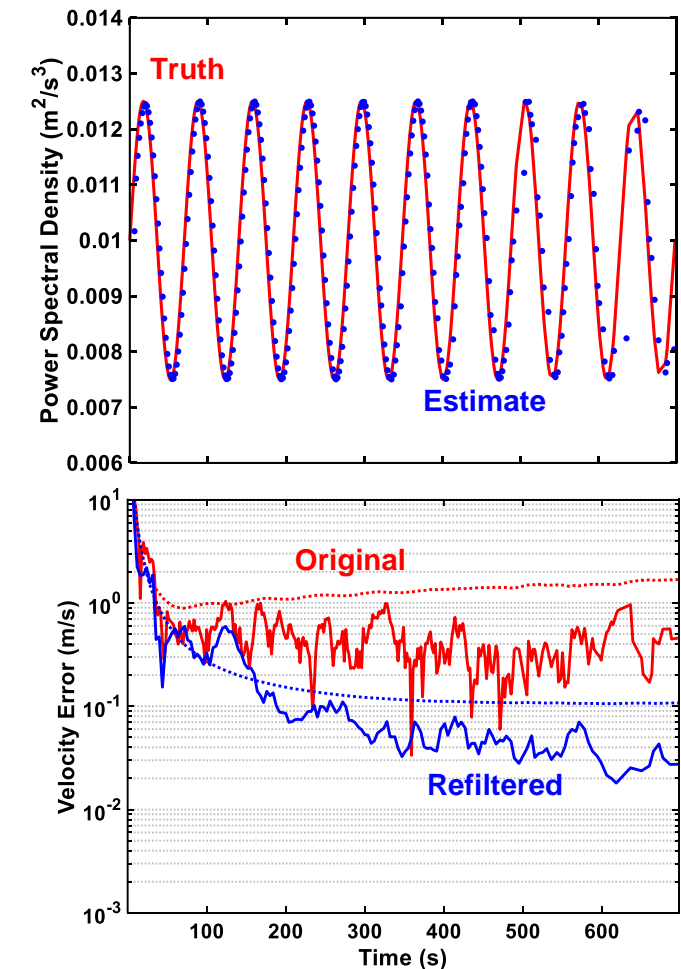 0.014
0.013
0.012
0.011
0.01
0.009
0.008
0.007
0.006
Power Spectral Density (m²/s³)
Truth
Estimate
10¹
10⁰
10⁻¹
10⁻²
10⁻³
Velocity Error (m/s)
Original
Refiltered
100 200 300 400 500 600
Time (s)